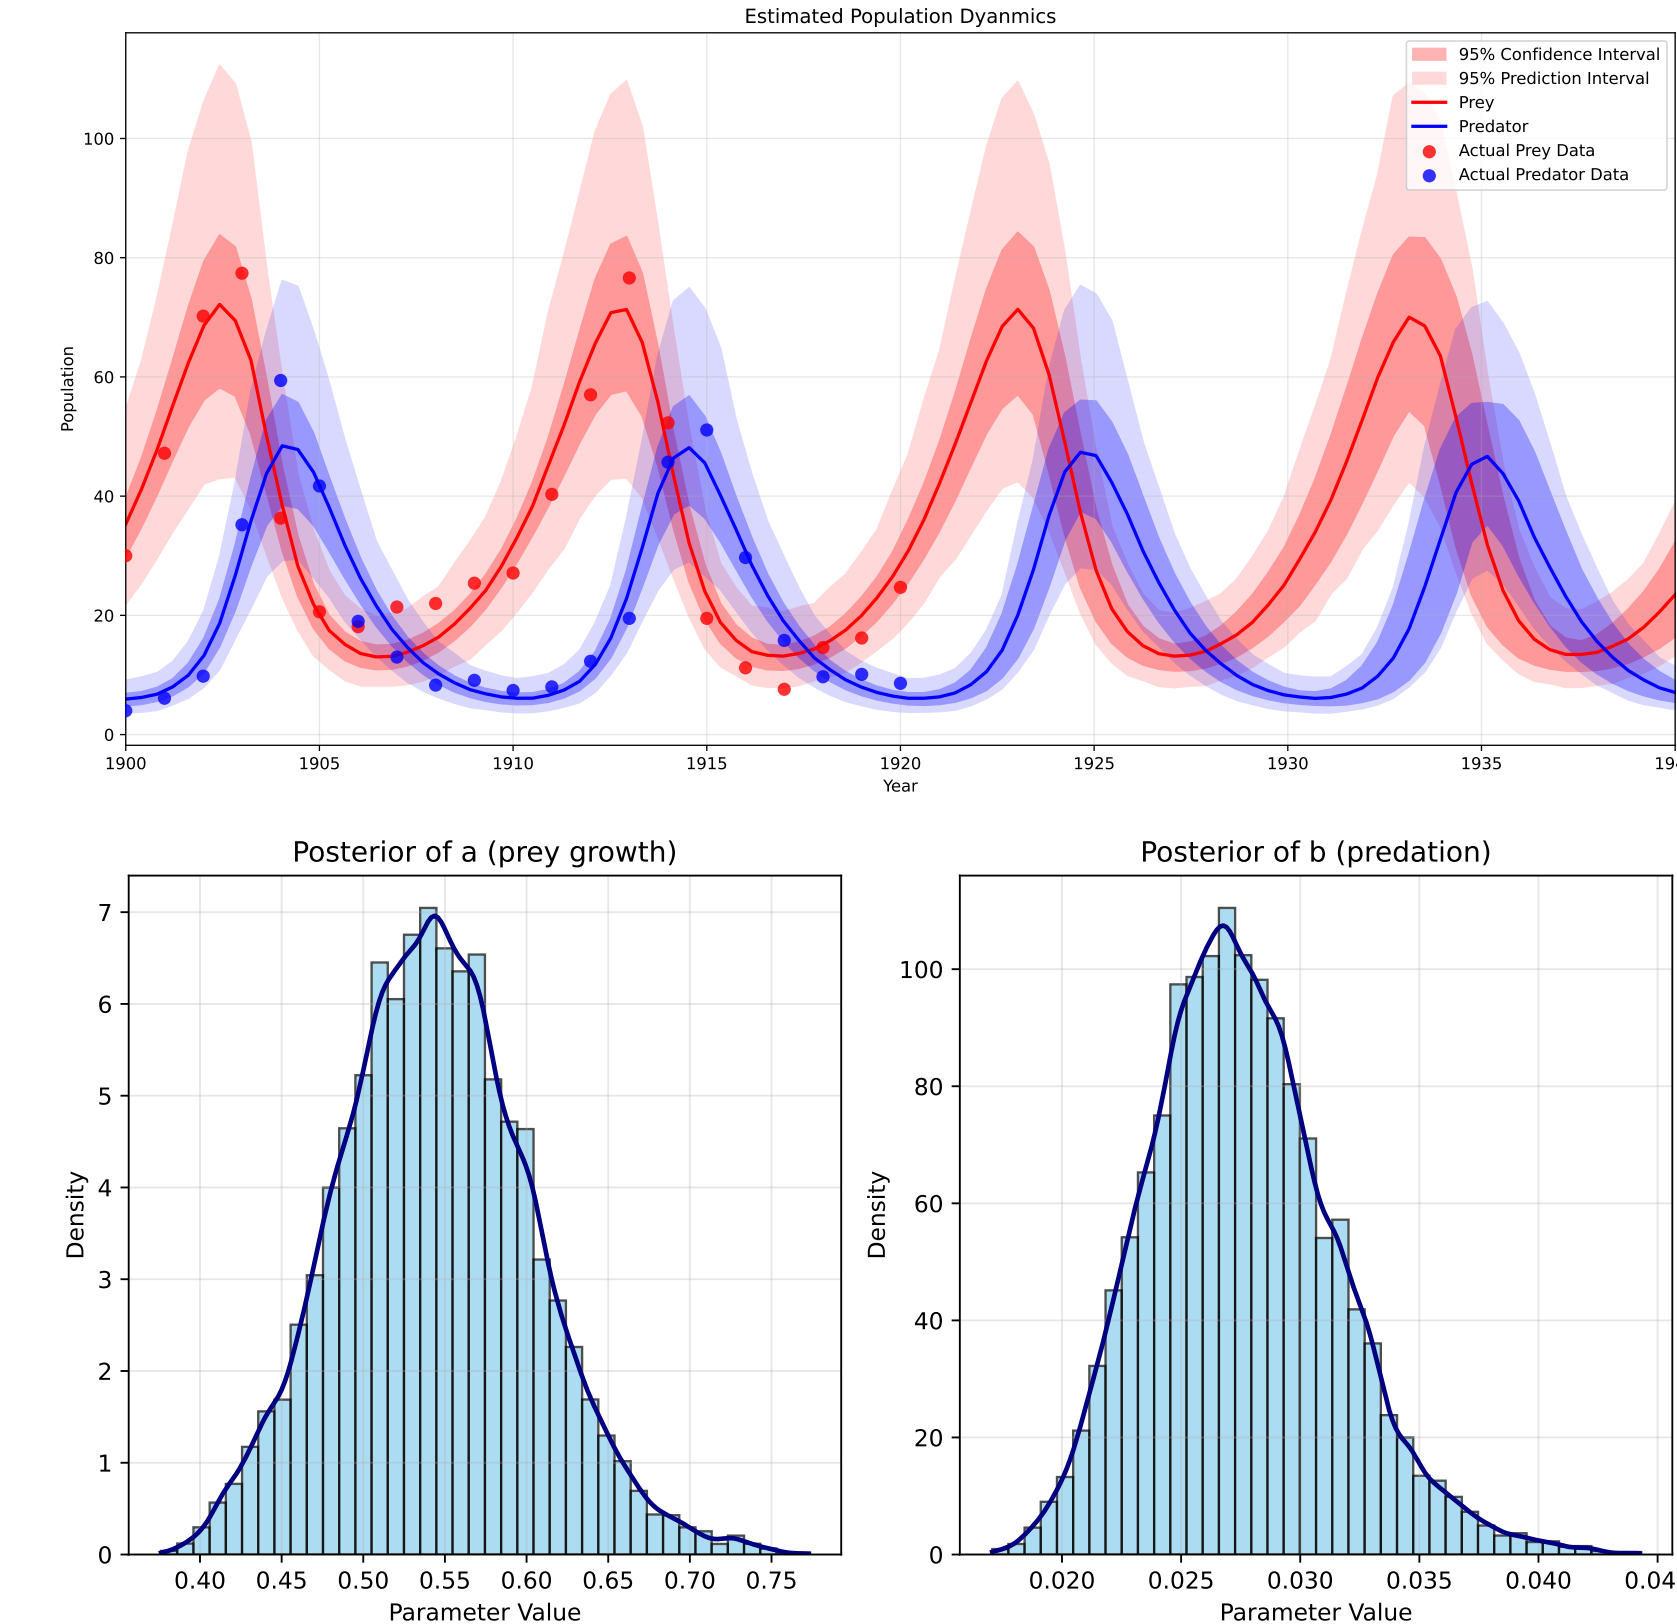 Estimated Population Dyanmics
95% Confidence Interval
95% Prediction Interval
Prey
Predator
Actual Prey Data
Actual Predator Data
Population
100
80
60
40
20
0
1900 1905 1910 1915 1920 1925 1930 1935
Year
Posterior of a (prey growth)
Density
7
6
5
4
3
2
1
0
0.40 0.45 0.50 0.55 0.60 0.65 0.70 0.75
Parameter Value
Posterior of b (predation)
Density
100
80
60
40
20
0
0.020 0.025 0.030 0.035 0.040 0.04
Parameter Value